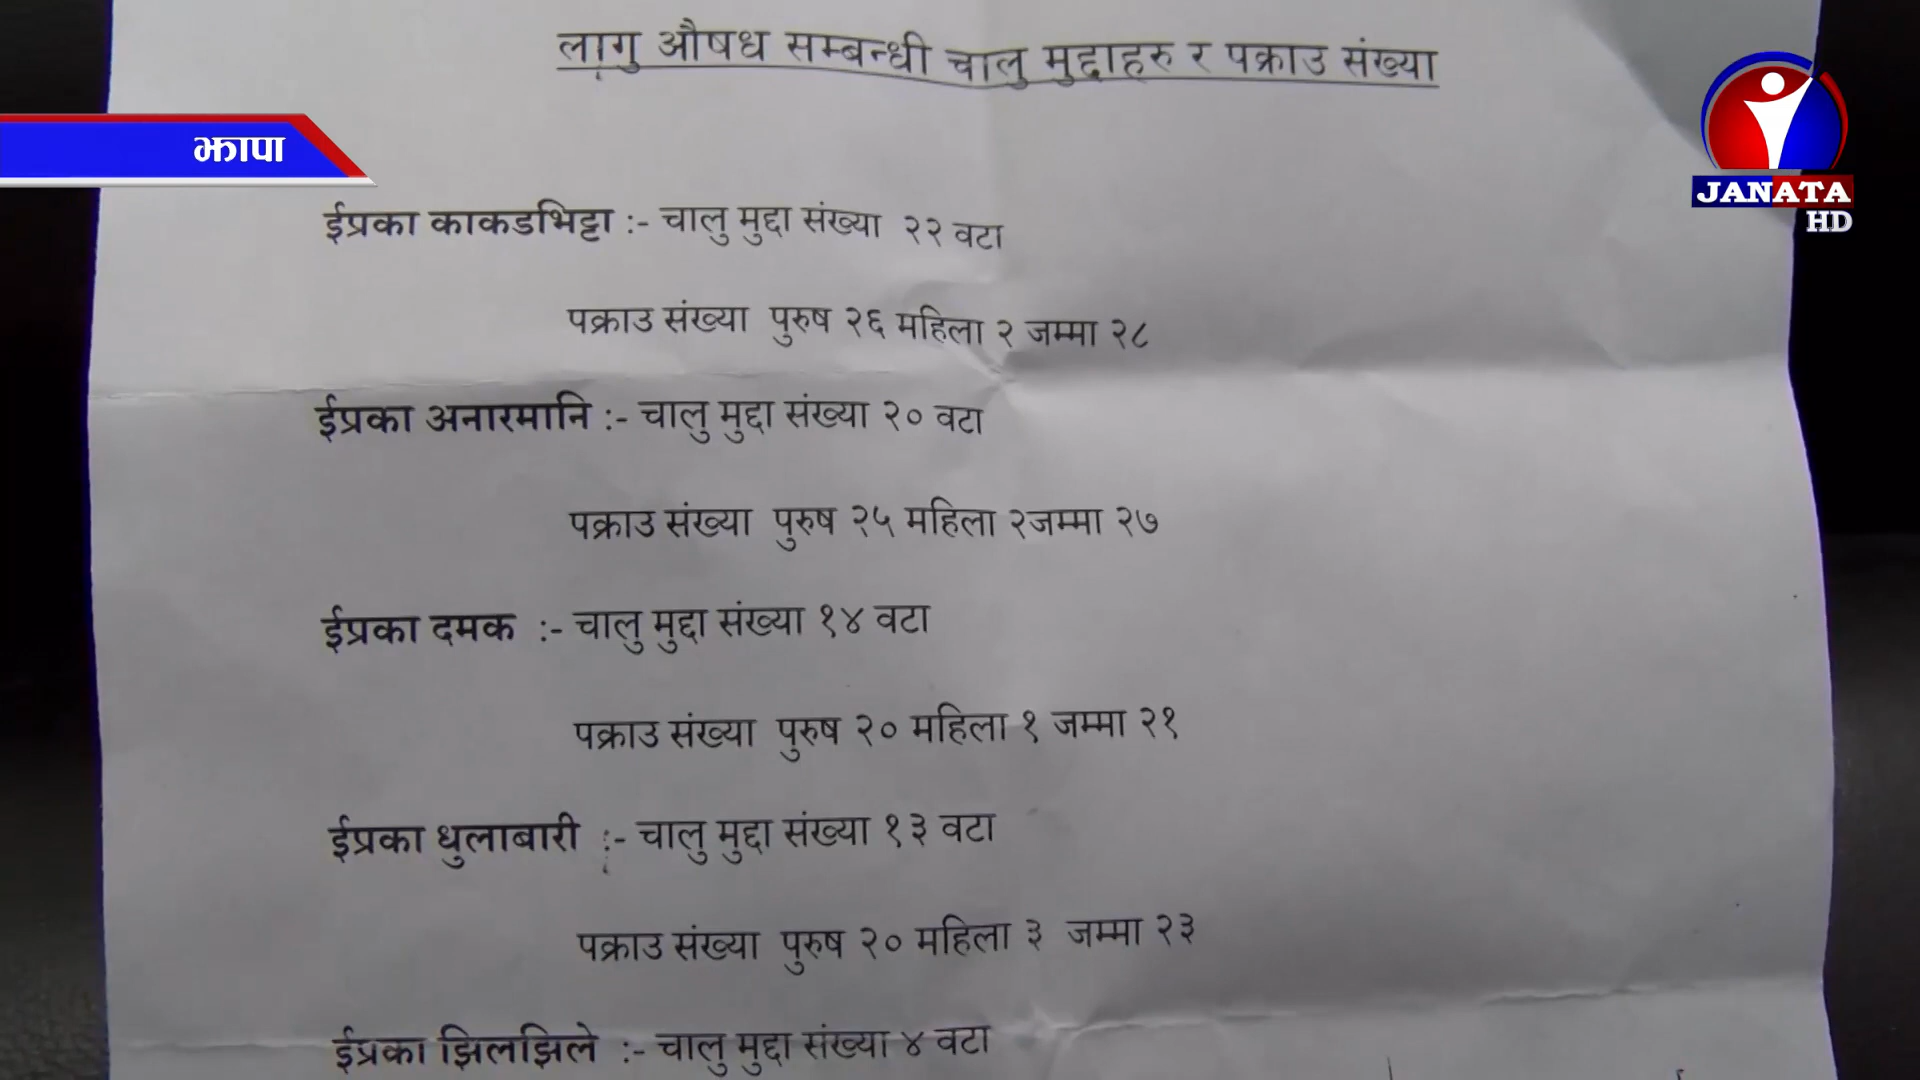 लागु औषध सम्बन्धी चालु मुद्दाहरु र पक्राउ संख्या
झापा
JANATA
HD
ईप्रका काकडभिट्टा :- चालु मुद्दा संख्या २२ वटा
पक्राउ संख्या पुरुष २६ महिला २ जम्मा २८
ईप्रका अनारमानि :- चालु मुद्दा संख्या २० वटा
पक्राउ संख्या पुरुष २५ महिला २जम्मा २७
ईप्रका दमक :- चालु मुद्दा संख्या १४ वटा
पक्राउ संख्या पुरुष २० महिला १ जम्मा २१
ईप्रका धुलाबारी :- चालु मुद्दा संख्या १३ वटा
पक्राउ संख्या पुरुष २० महिला ३ जम्मा २३
ईप्रका झिलझिले :- चालु मुद्दा संख्या ४ वटा